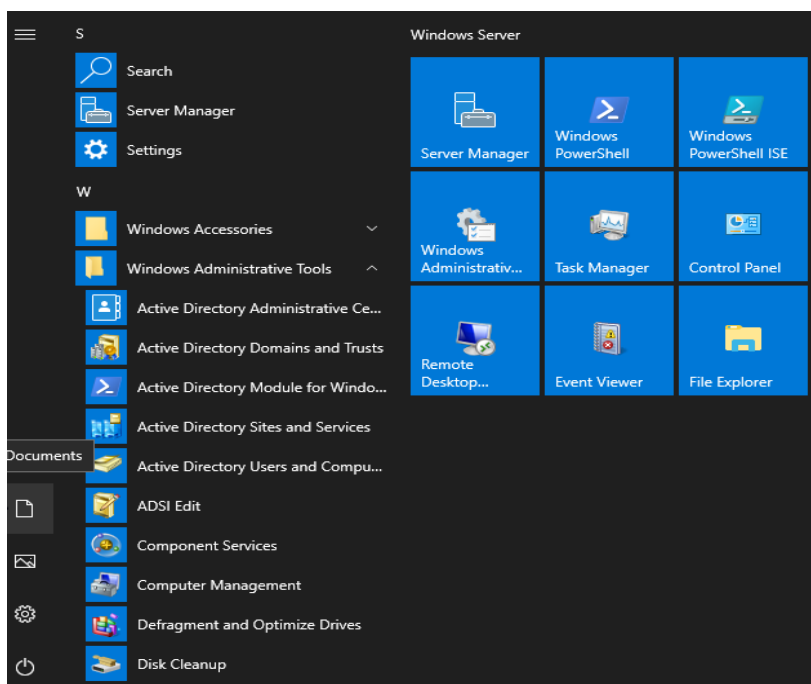 S
Search
Server Manager
Settings
W
Windows Accessories
Windows Administrative Tools
Active Directory Administrative Ce...
Active Directory Domains and Trusts
Active Directory Module for Windo...
Active Directory Sites and Services
Active Directory Users and Compu...
ADSI Edit
Component Services
Computer Management
Defragment and Optimize Drives
Disk Cleanup
Documents
Windows Server
Server Manager
Windows
PowerShell
Windows
PowerShell ISE
Windows
Administrativ...
Task Manager
Control Panel
Remote
Desktop...
Event Viewer
File Explorer